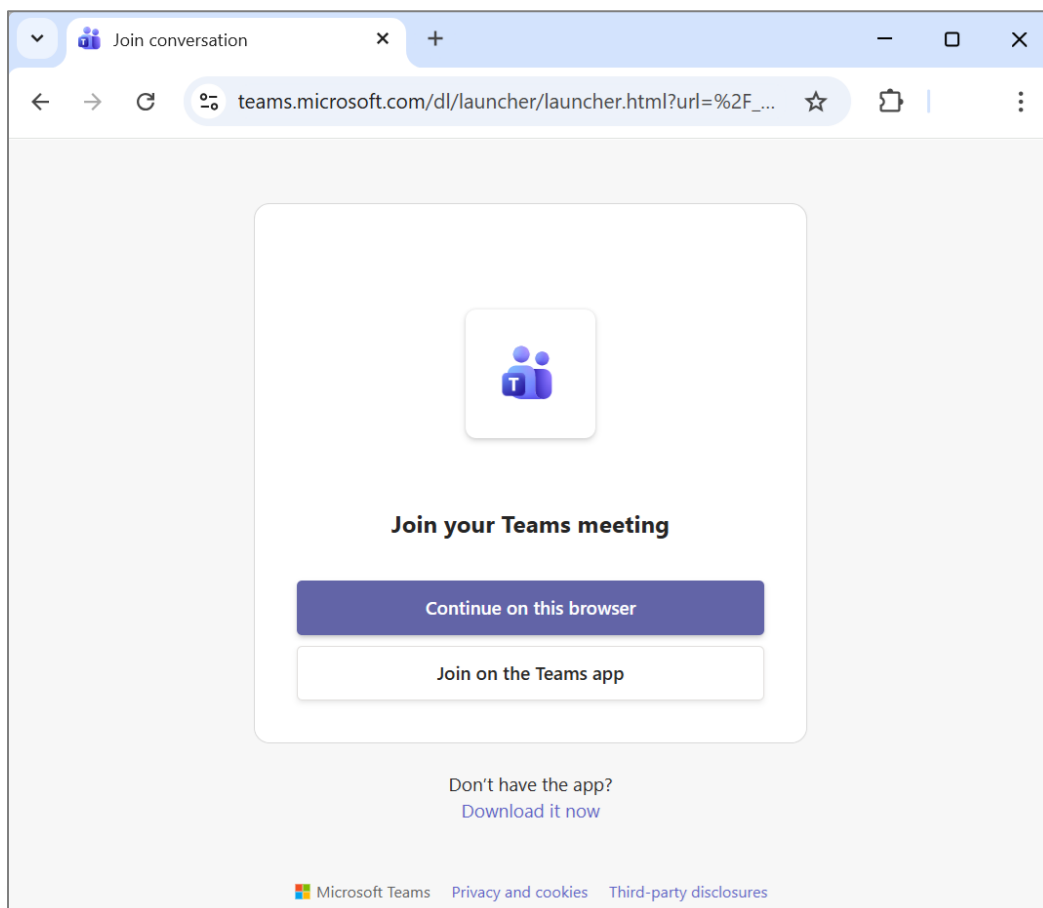 Join conversation
teams.microsoft.com/dl/launcher/launcher.html?url=%2F_...
T
Join your Teams meeting
Continue on this browser
Join on the Teams app
Don't have the app?
Download it now
Microsoft Teams Privacy and cookies Third-party disclosures